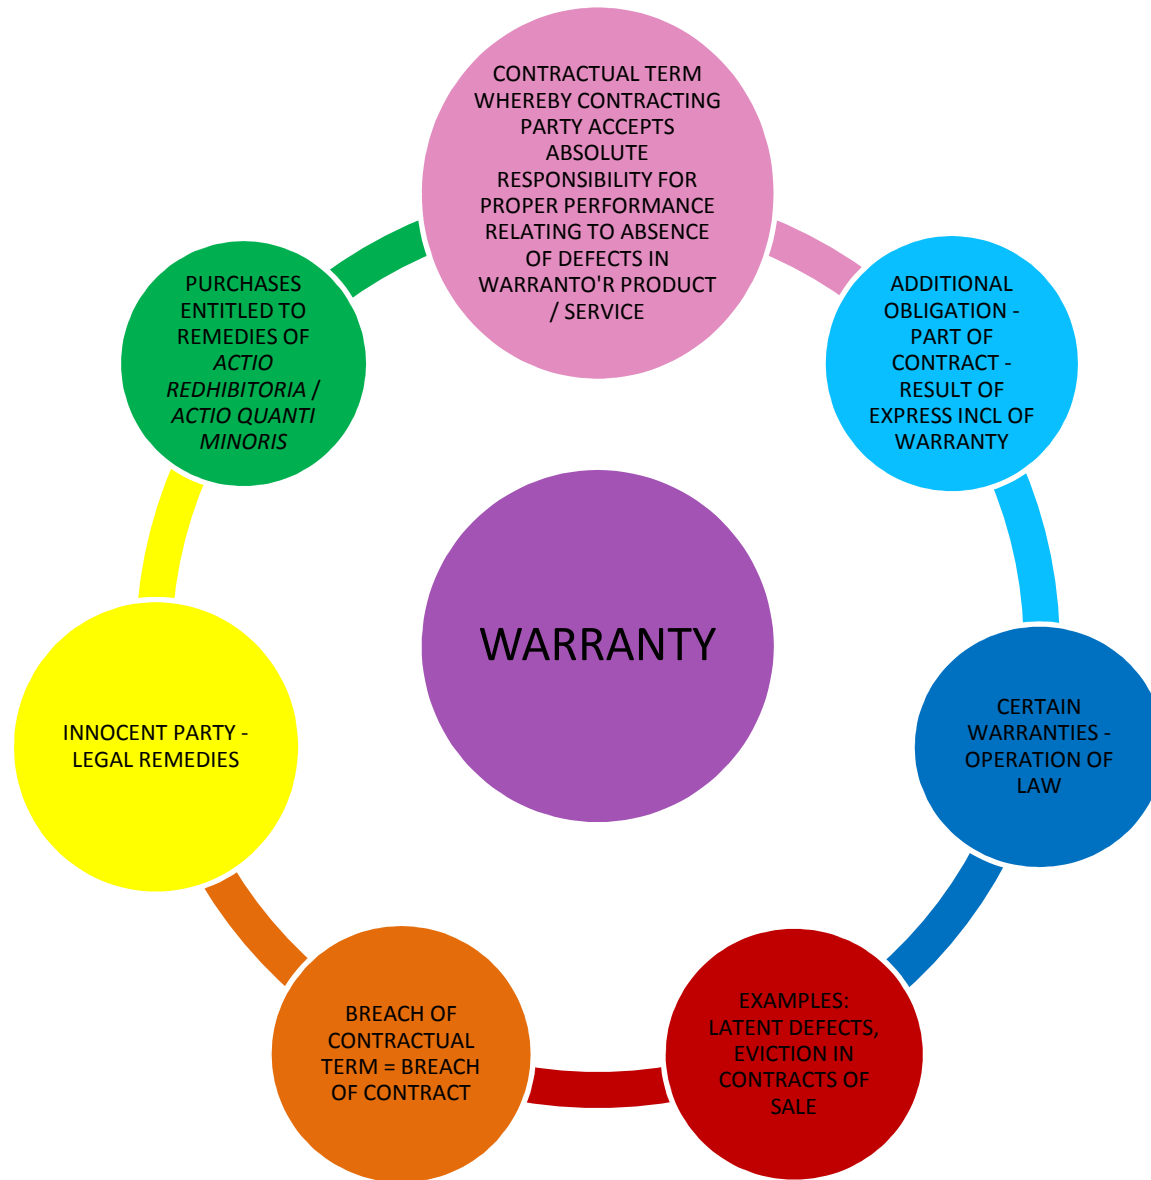 CONTRACTUAL TERM
WHEREBY CONTRACTING
PARTY ACCEPTS
ABSOLUTE
RESPONSIBILITY FOR
PROPER PERFORMANCE
RELATING TO ABSENCE
OF DEFECTS IN
WARRANTO'R PRODUCT
/ SERVICE
ADDITIONAL
OBLIGATION -
PART OF
CONTRACT -
RESULT OF
EXPRESS INCL OF
WARRANTY
CERTAIN
WARRANTIES -
OPERATION OF
LAW
EXAMPLES:
LATENT DEFECTS,
EVICTION IN
CONTRACTS OF
SALE
BREACH OF
CONTRACTUAL
TERM = BREACH
OF CONTRACT
INNOCENT PARTY -
LEGAL REMEDIES
PURCHASES
ENTITLED TO
REMEDIES OF
ACTIO
REDHIBITORIA /
ACTIO QUANTI
MINORIS
WARRANTY